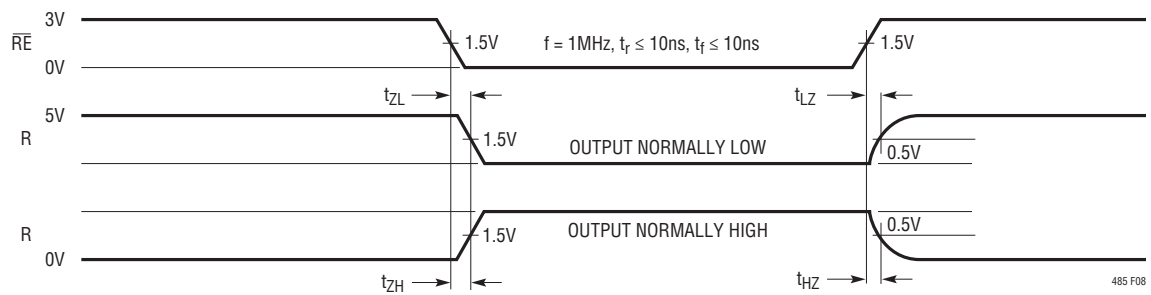 3V
RE
1.5V
f = 1MHz, tr ≤ 10ns, tf ≤ 10ns
1.5V
0V
tZL
tLZ
5V
R
1.5V
OUTPUT NORMALLY LOW
0.5V
R
1.5V
OUTPUT NORMALLY HIGH
0.5V
0V
tZH
tHZ
485 F08